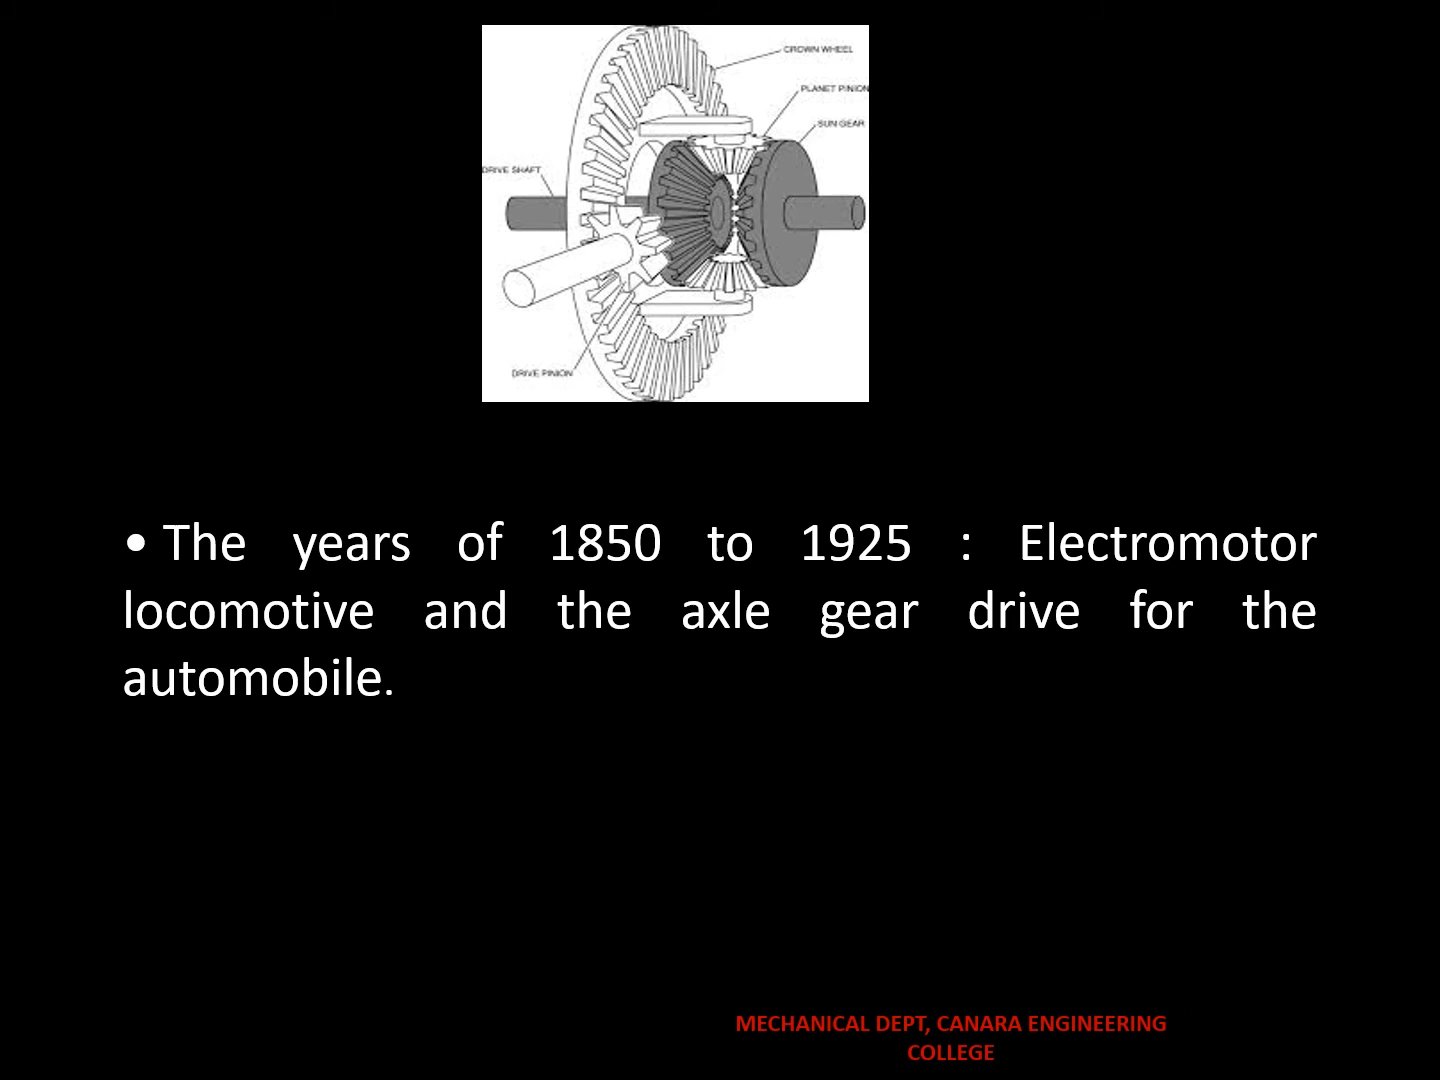 CROWN WHEEL
PLANET PINION
SUN GEAR
DRIVE SHAFT
DRIVE PINION
• The years of 1850 to 1925 : Electromotor
locomotive and the axle gear drive for the
automobile.
MECHANICAL DEPT, CANARA ENGINEERING
COLLEGE